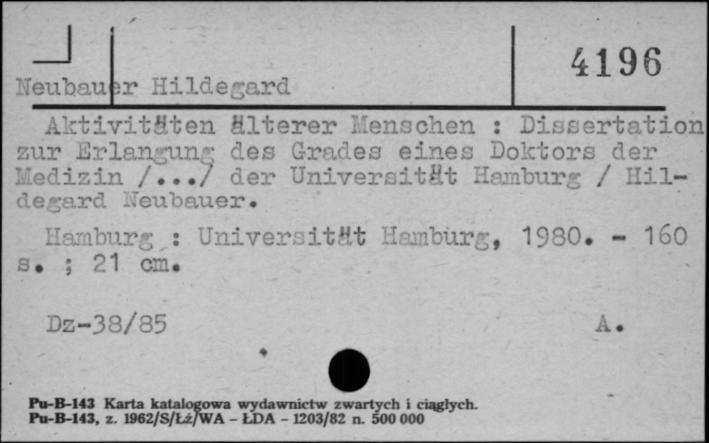 4196
Neubauer Hildegard
Aktivitäten älterer Menschen : Dissertation
zur Erlangung des Grades eines Doktors der
Medizin /.../ der Universität Hamburg / Hil-
degard Neubauer.
Hamburg : Universität Hamburg, 1980. - 160
s. ; 21 cm.
Dz-38/85 A.
Pu-B-143 Karta katalogowa wydawnictw zwartych i ciągłych.
Pu-B-143, z. 1962/S/Łż/WA - ŁDA - 1203/82 n. 500 000